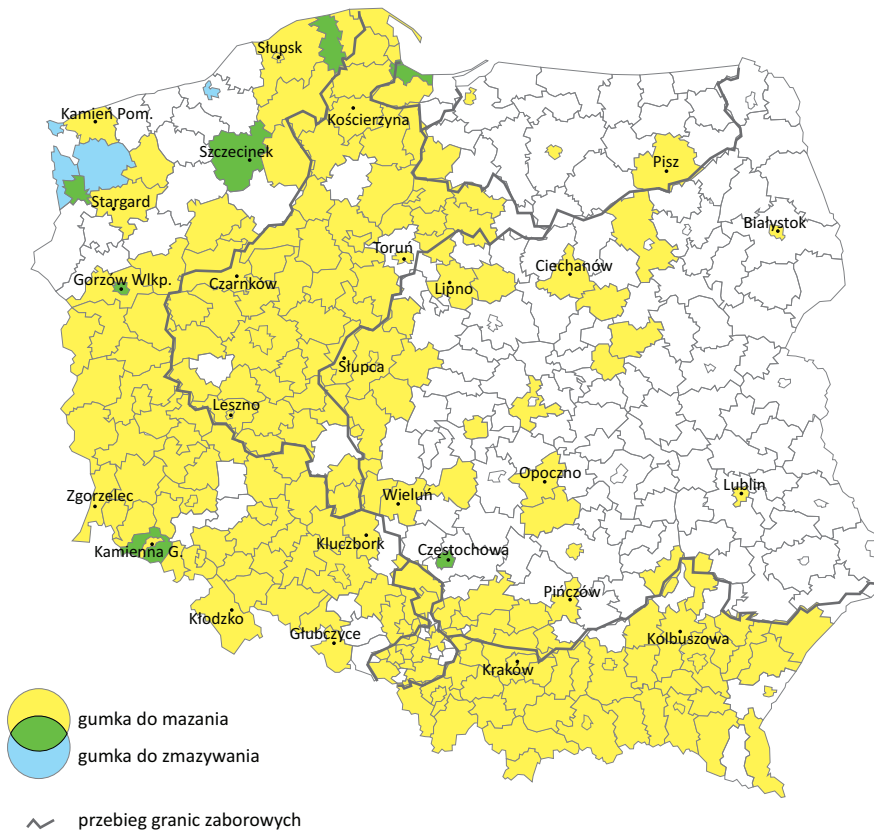 Słupsk
Kamień Pom.
Kościerzyna
Szczecinek
Pisz
Stargard
Białystok
Toruń
Ciechanów
Gorzów Wlkp.
Czarnków
Lipno
Słupca
Leszno
Opoczno
Zgorzelec
Wieluń
Lublin
Kluczbork
Częstochowa
Kamienna G.
Pińczów
Kłodzko
Głubczyce
Kolbuszowa
Kraków
gumka do mazania
gumka do zmazywania
przebieg granic zaborowych